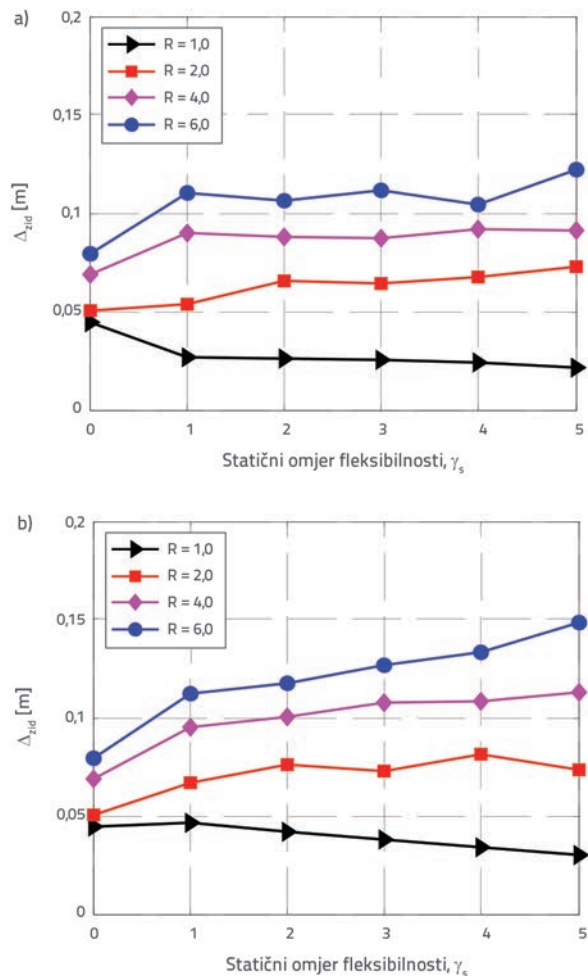 a)
0,2
0,15
0,1
0,05
0
Δzid [m]
R = 1,0
R = 2,0
R = 4,0
R = 6,0
0 1 2 3 4 5
Statični omjer fleksibilnosti, γs
b)
0,2
0,15
0,1
0,05
0
Δzid [m]
R = 1,0
R = 2,0
R = 4,0
R = 6,0
0 1 2 3 4 5
Statični omjer fleksibilnosti, γs